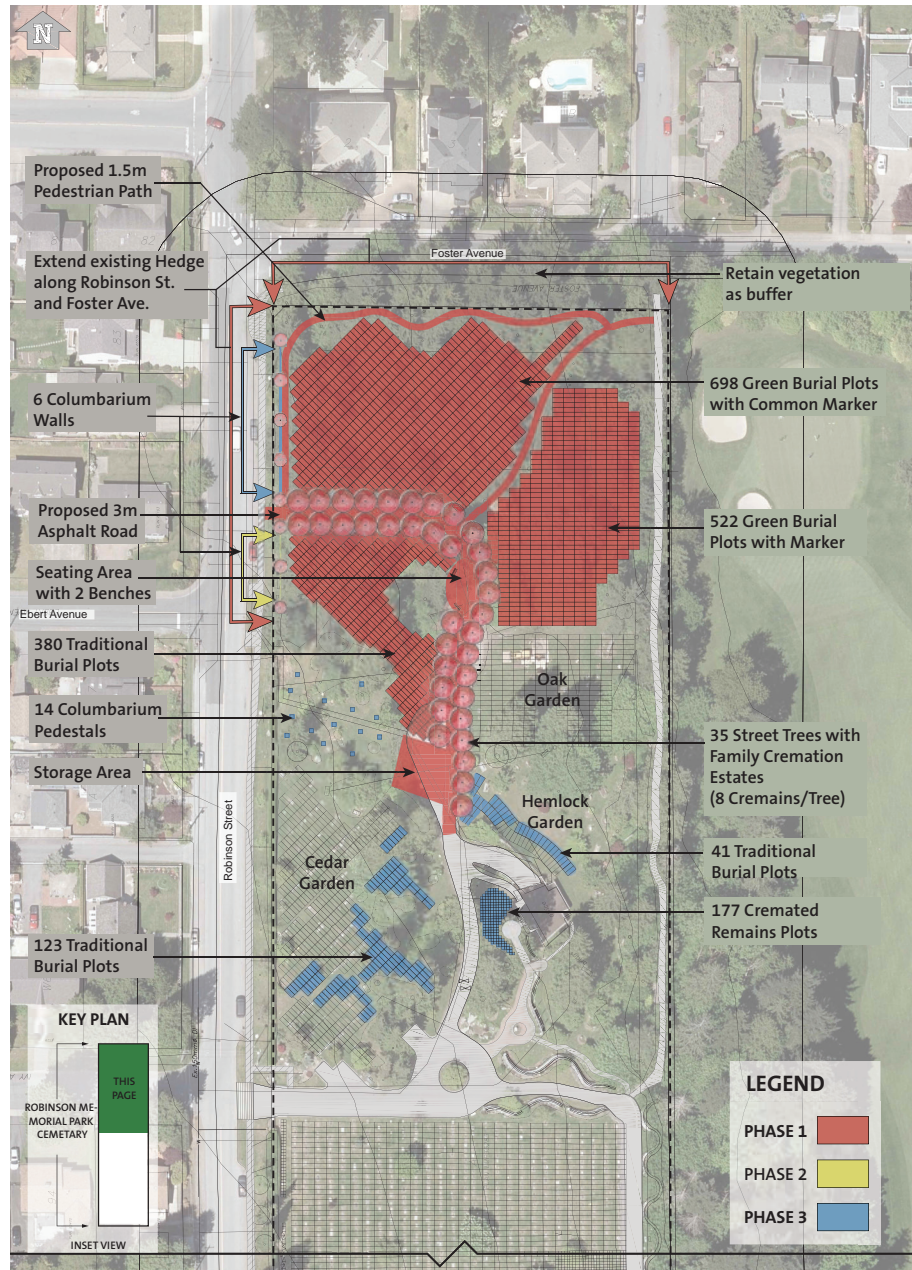 N
Proposed 1.5m
Pedestrian Path
Foster Avenue
Extend existing Hedge
along Robinson St.
and Foster Ave.
Retain vegetation
as buffer
FOSTER AVENUE
6 Columbarium
Walls
698 Green Burial Plots
with Common Marker
Proposed 3m
Asphalt Road
522 Green Burial
Plots with Marker
Seating Area
with 2 Benches
Ebert Avenue
380 Traditional
Burial Plots
Oak
Garden
14 Columbarium
Pedestals
35 Street Trees with
Family Cremation
Estates
(8 Cremains/Tree)
Storage Area
Robinson Street
Hemlock
Garden
Cedar
Garden
41 Traditional
Burial Plots
177 Cremated
Remains Plots
123 Traditional
Burial Plots
KEY PLAN
THIS
PAGE
ROBINSON ME-
MORIAL PARK
CEMETARY
INSET VIEW
LEGEND
PHASE 1
PHASE 2
PHASE 3